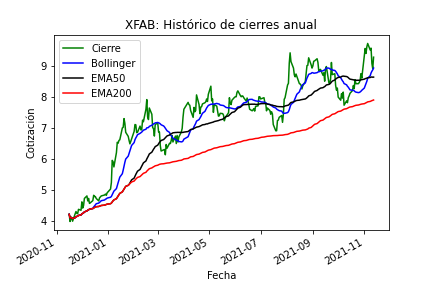 XFAB: Histórico de cierres anual
Cierre
Bollinger
EMA50
EMA200
Cotización
9
8
7
6
5
4
2020-11
2021-01
2021-03
2021-05
2021-07
2021-09
2021-11
Fecha